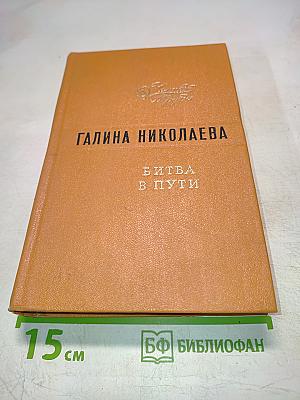 ГАЛИНА НИКОЛАЕВА
БИТВА
В ПУТИ
15 см
БФ БИБЛИОФАН